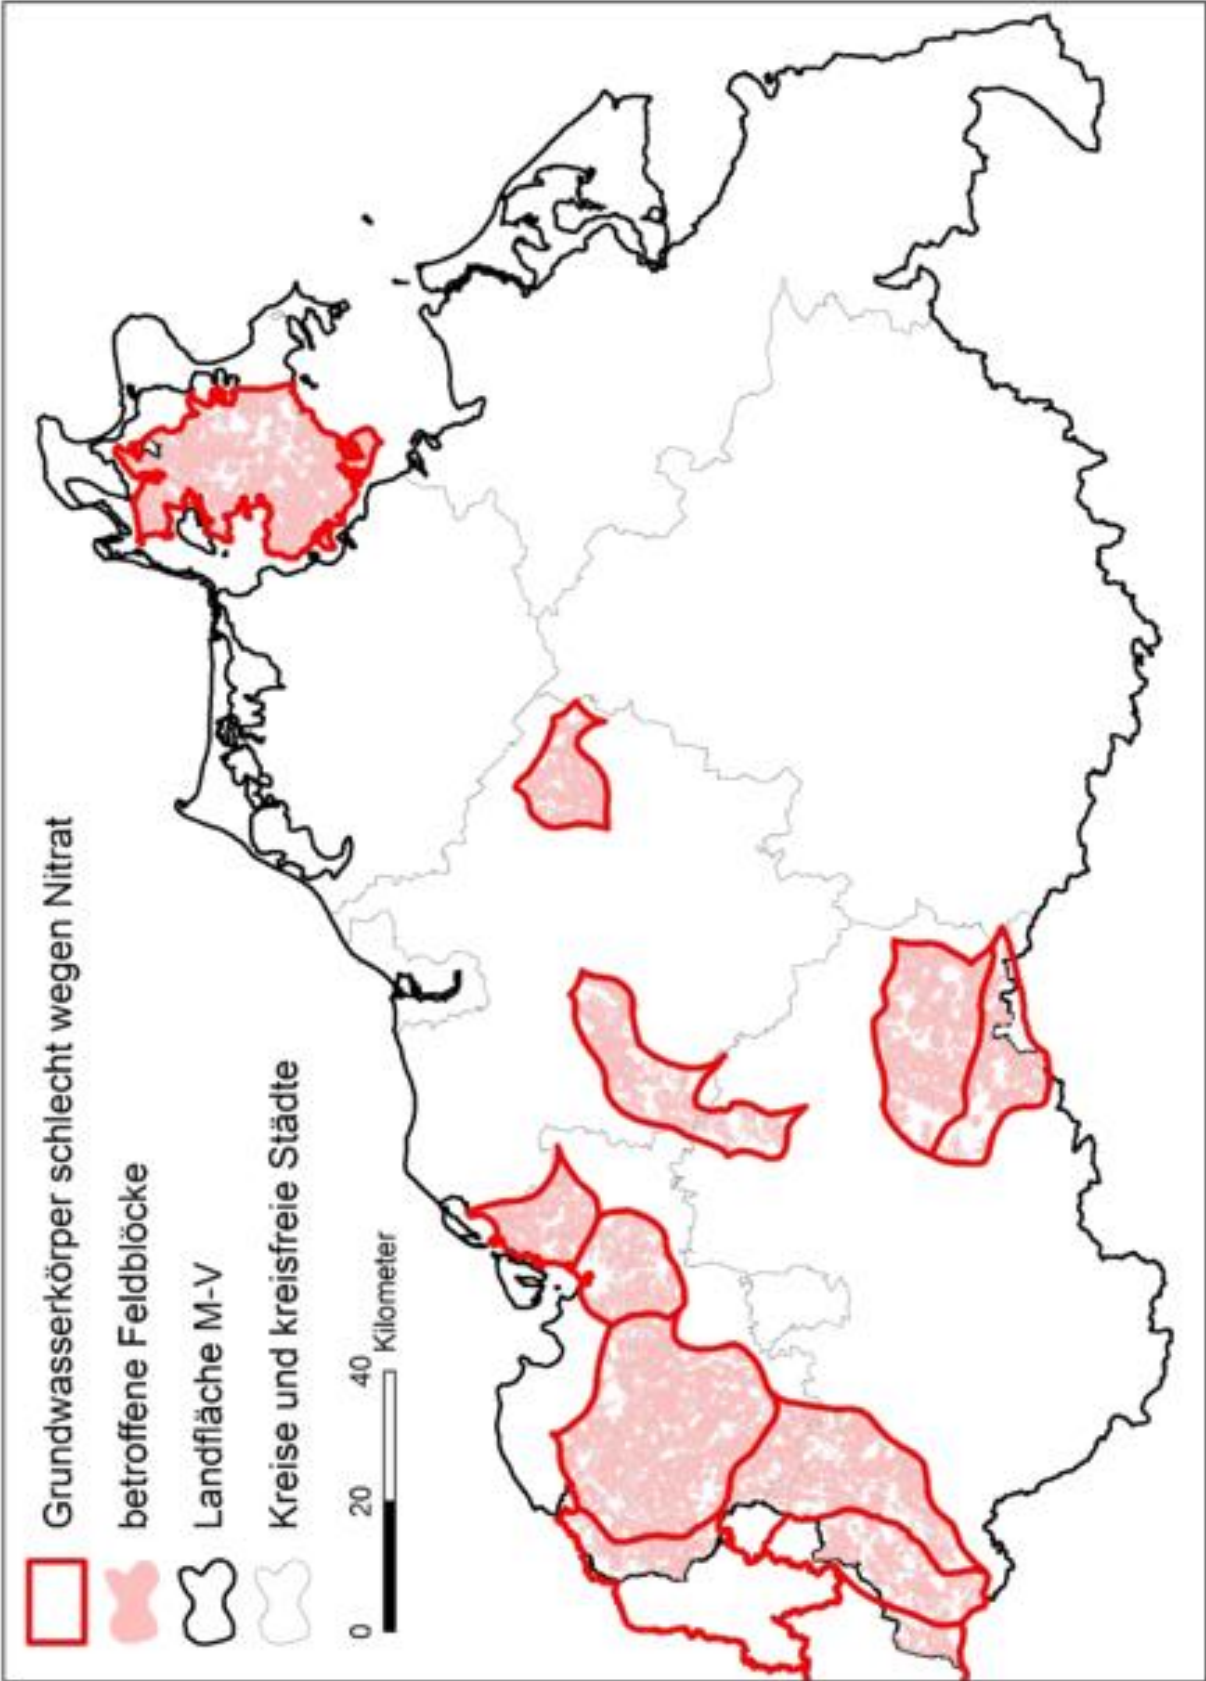 Grundwasserkörper schlecht wegen Nitrat
betroffene Feldblöcke
Landfläche M-V
Kreise und kreisfreie Städte
0 20 40
Kilometer